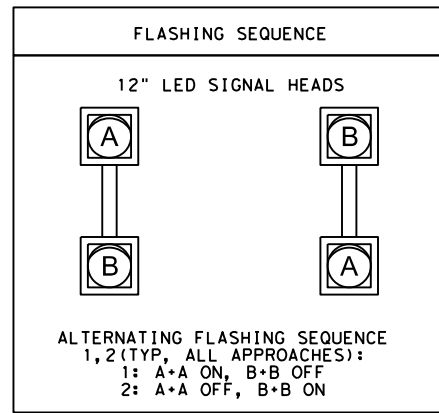 FLASHING SEQUENCE
12" LED SIGNAL HEADS
A B
B A
ALTERNATING FLASHING SEQUENCE
1,2(TYP, ALL APPROACHES):
1: A+A ON, B+B OFF
2: A+A OFF, B+B ON